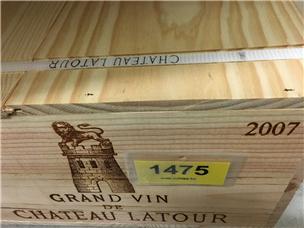 CHATEAU LATOUR
2007
1475
GRAND VIN
DE
CHATEAU LATOUR